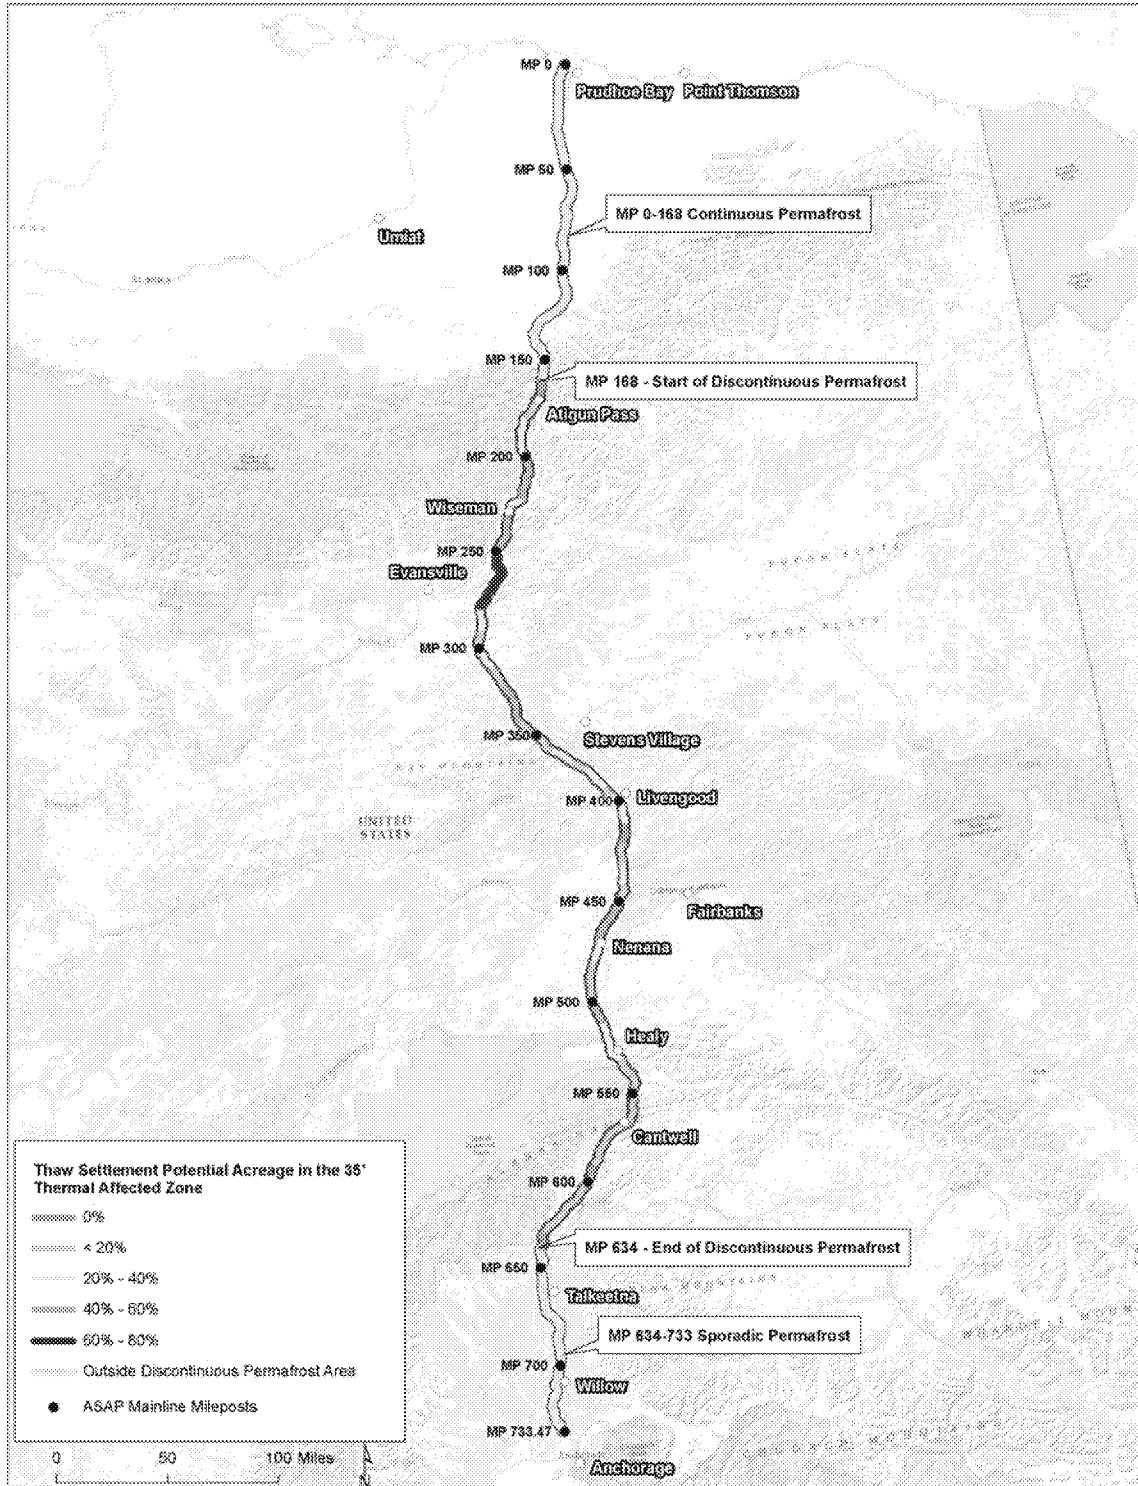 MP 0
Prudhoe Bay Point Thomson
MP 50
MP 0-168 Continuous Permafrost
Umiat
MP 100
MP 150
MP 168 - Start of Discontinuous Permafrost
Atigun Pass
MP 200
Wiseman
MP 250
Evansville
MP 300
MP 350
Stevens Village
MP 400
Livengood
UNITED
STATES
MP 450
Fairbanks
Nenana
MP 500
Healy
MP 550
Cantwell
MP 600
MP 634 - End of Discontinuous Permafrost
MP 650
Talkeetna
MP 634-733 Sporadic Permafrost
MP 700
Willow
MP 733.47
Anchorage
Thaw Settlement Potential Acreage in the 35'
Thermal Affected Zone
0%
< 20%
20% - 40%
40% - 60%
60% - 80%
Outside Discontinuous Permafrost Area
ASAP Mainline Mileposts
0 50 100 Miles
N